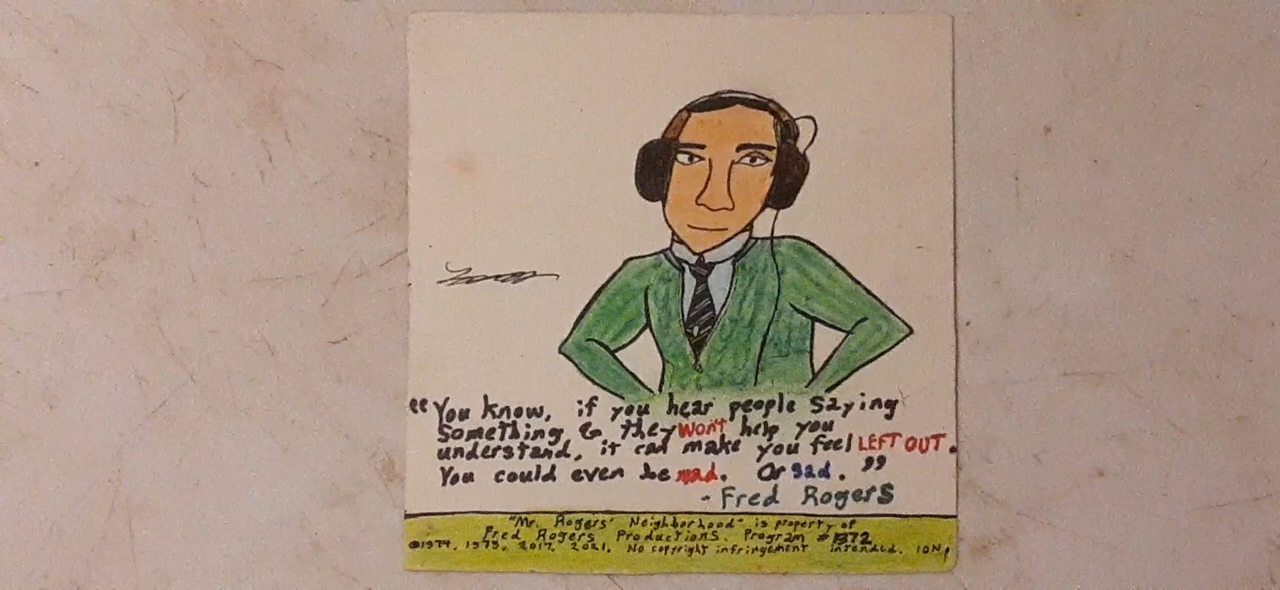 “You know, if you hear people saying
something & they won't help you
understand, it can make you feel LEFT OUT.
You could even be mad. Or sad.”
- Fred Rogers
"Mr. Rogers' Neighborhood" is property of
Fred Rogers Productions. Program #1372
©1974, 1975, 2017, 2021. No copyright infringement intended.